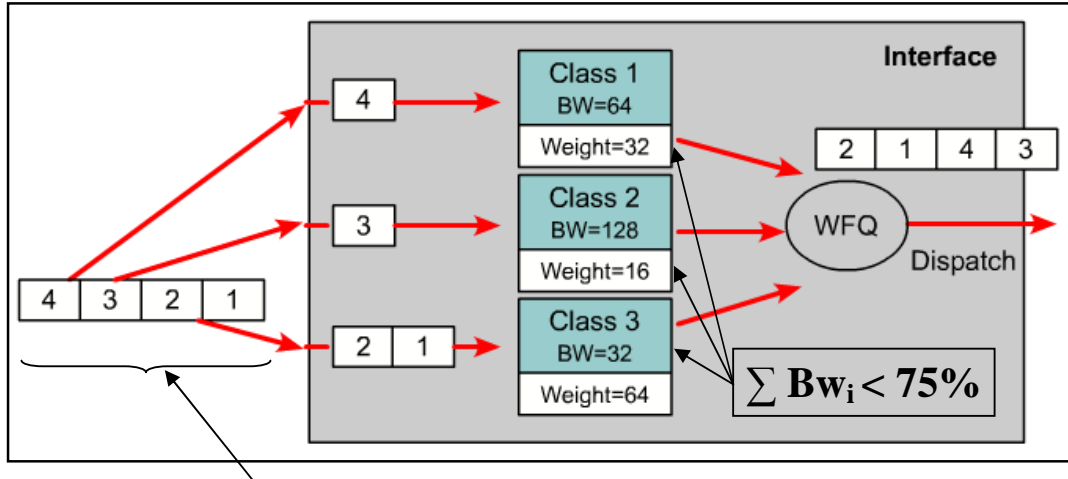 Interface
4
Class 1
BW=64
Weight=32
2 1 4 3
3
Class 2
BW=128
Weight=16
WFQ
Dispatch
4 3 2 1
2 1
Class 3
BW=32
Weight=64
∑ Bwᵢ < 75%